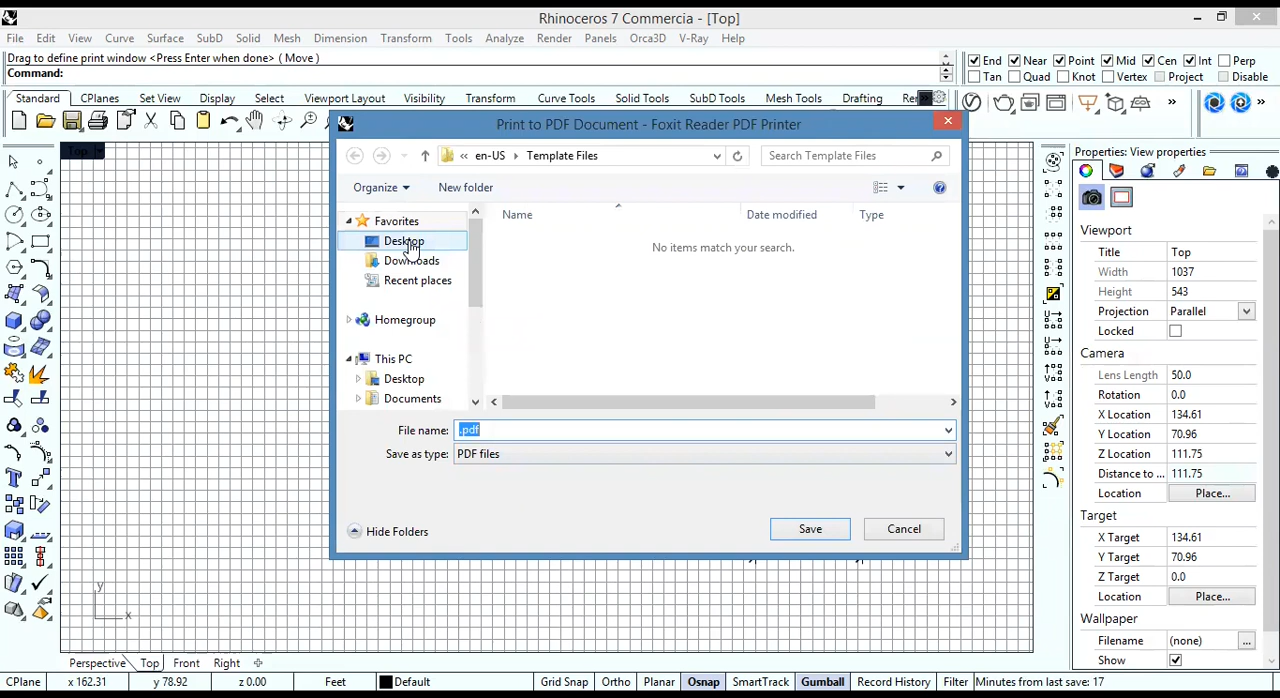 Rhinoceros 7 Commercia - [Top]
File Edit View Curve Surface SubD Solid Mesh Dimension Transform Tools Analyze Render Panels Orca3D V-Ray Help
Drag to define print window <Press Enter when done> ( Move )
Command:
End Near Point Mid Cen Int Perp
Tan Quad Knot Vertex Project Disable
Standard CPlanes Set View Display Select Viewport Layout Visibility Transform Curve Tools Solid Tools SubD Tools Mesh Tools Drafting Re »
Top
Print to PDF Document - Foxit Reader PDF Printer
« en-US Template Files
Search Template Files
Organize New folder
Favorites
Desktop
Downloads
Recent places
Homegroup
This PC
Desktop
Documents
Name Date modified Type
No items match your search.
File name: .pdf
Save as type: PDF files
Hide Folders
Save Cancel
Properties: View properties
Viewport
Title Top
Width 1037
Height 543
Projection Parallel
Locked
Camera
Lens Length 50.0
Rotation 0.0
X Location 134.61
Y Location 70.96
Z Location 111.75
Distance to ... 111.75
Location Place...
Target
X Target 134.61
Y Target 70.96
Z Target 0.0
Location Place...
Wallpaper
Filename (none) ...
Show
y
x
Perspective Top Front Right
CPlane x 162.31 y 78.92 z 0.00 Feet Default Grid Snap Ortho Planar Osnap SmartTrack Gumball Record History Filter Minutes from last save: 17